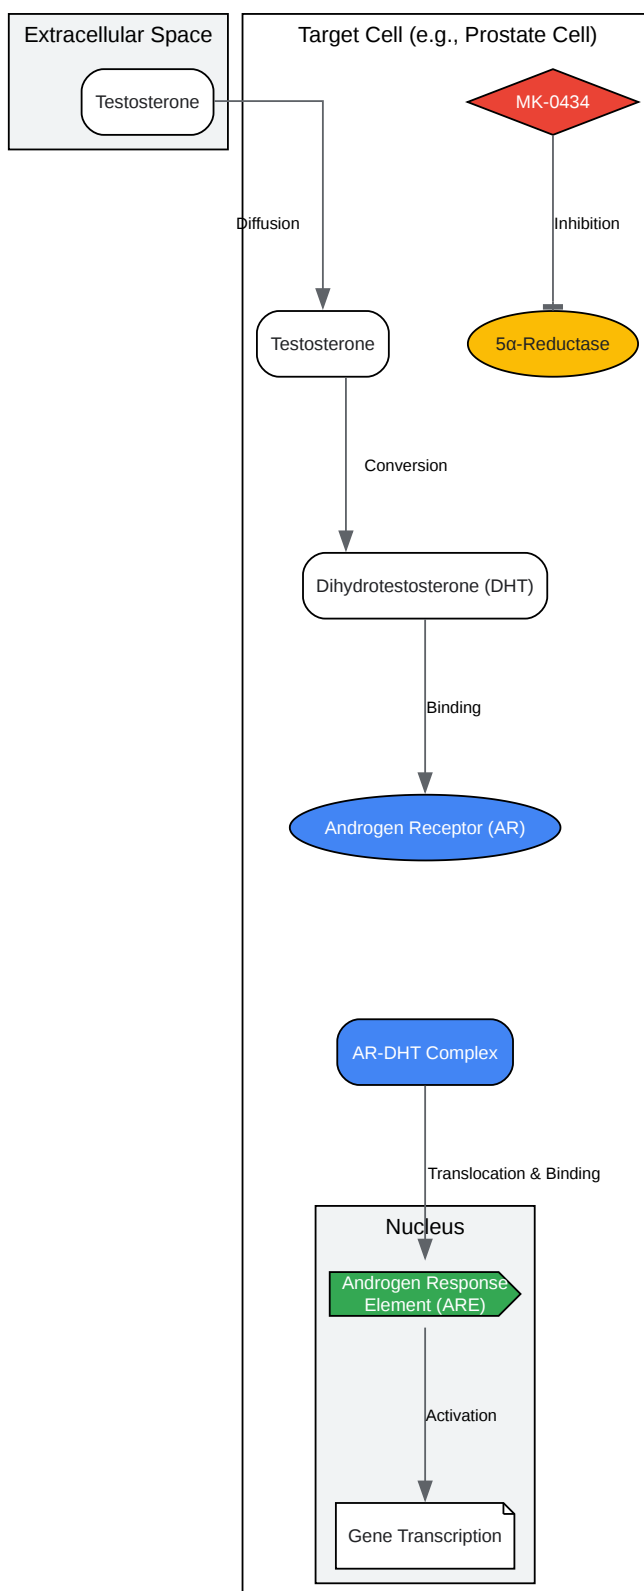 Extracellular Space
Target Cell (e.g., Prostate Cell)
Testosterone
MK-0434
Diffusion
Inhibition
Testosterone
5α-Reductase
Conversion
Dihydrotestosterone (DHT)
Binding
Androgen Receptor (AR)
AR-DHT Complex
Translocation & Binding
Nucleus
Androgen Response
Element (ARE)
Activation
Gene Transcription